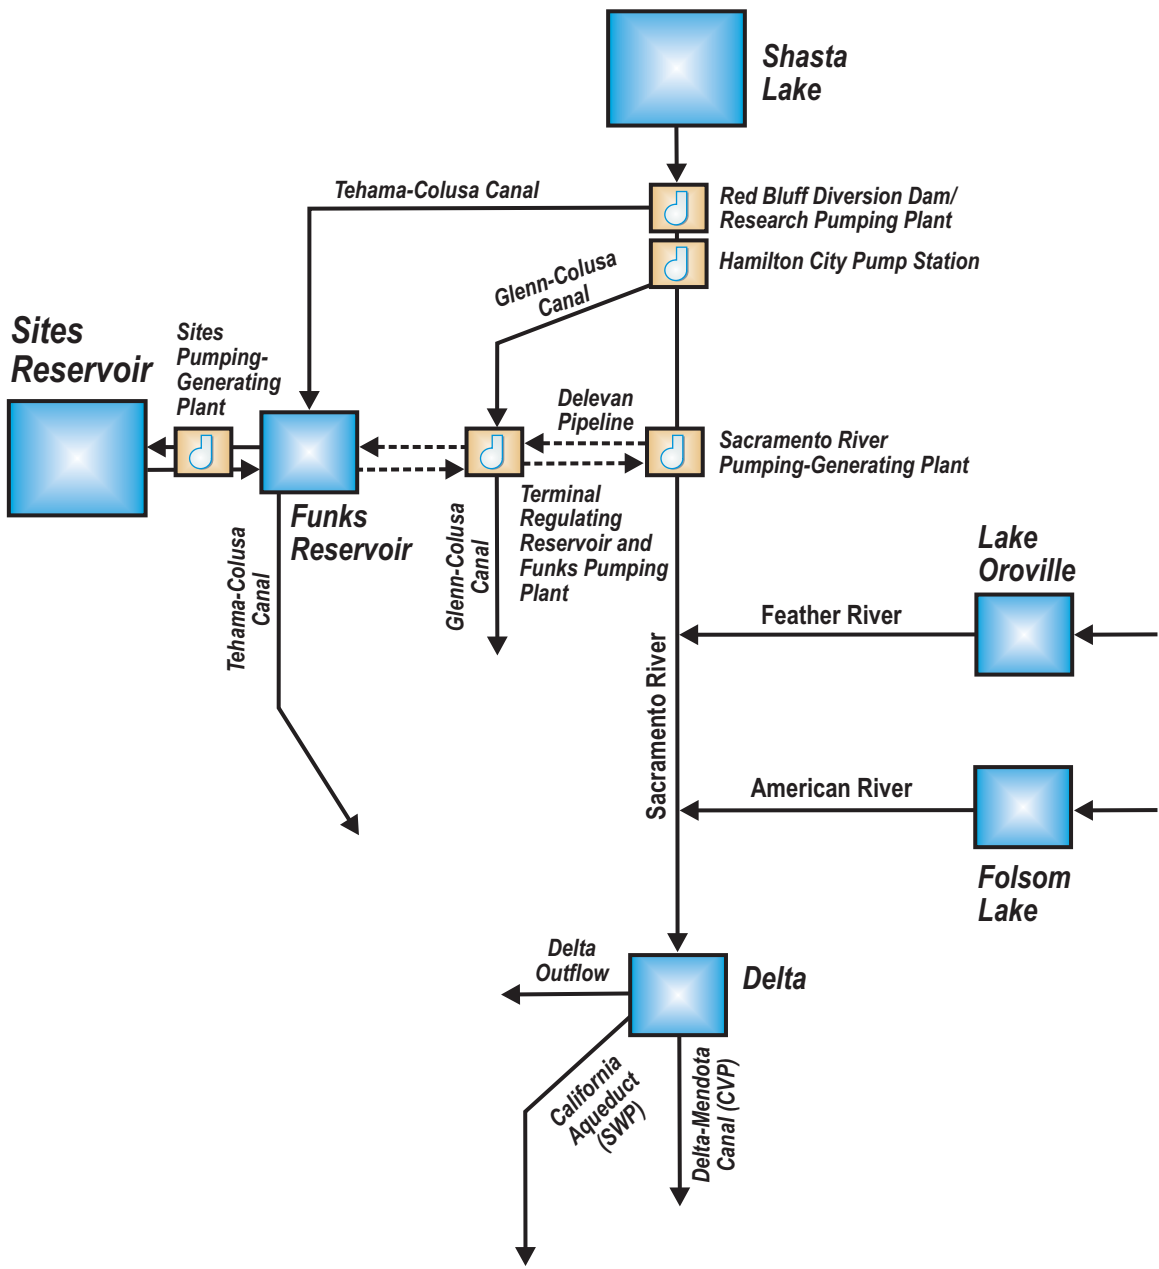 Shasta
Lake
Tehama-Colusa Canal
Red Bluff Diversion Dam/
Research Pumping Plant
Hamilton City Pump Station
Glenn-Colusa
Canal
Sites
Reservoir
Sites
Pumping-
Generating
Plant
Delevan
Pipeline
Sacramento River
Pumping-Generating Plant
Funks
Reservoir
Terminal
Regulating
Reservoir and
Funks Pumping
Plant
Tehama-Colusa
Canal
Glenn-Colusa
Canal
Lake
Oroville
Feather River
Sacramento River
American River
Folsom
Lake
Delta
Outflow
Delta
California
Aqueduct
(SWP)
Delta-Mendota
Canal (CVP)